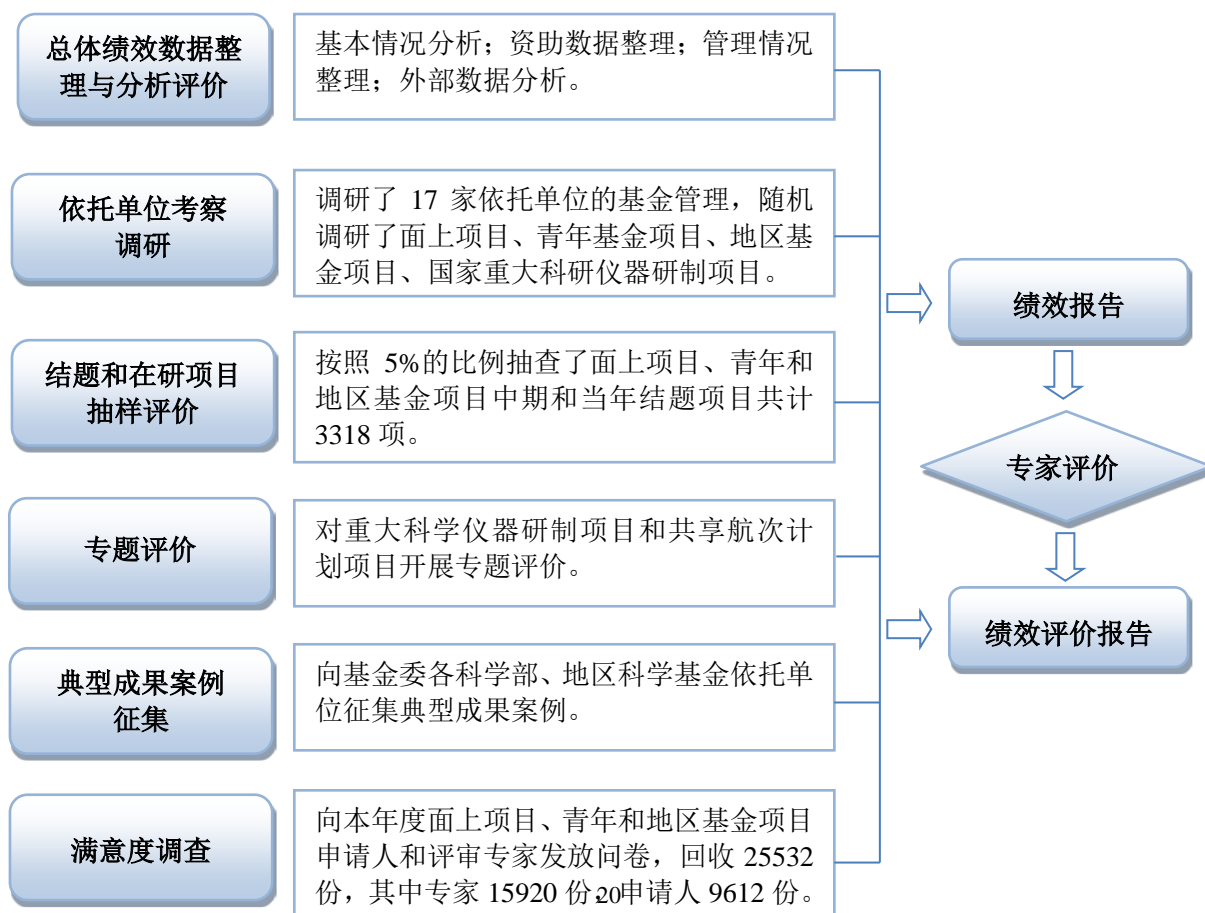 总体绩效数据整
理与分析评价
基本情况分析；资助数据整理；管理情况
整理；外部数据分析。
依托单位考察
调研
调研了 17 家依托单位的基金管理，随机
调研了面上项目、青年基金项目、地区基
金项目、国家重大科研仪器研制项目。
结题和在研项目
抽样评价
按照 5%的比例抽查了面上项目、青年和
地区基金项目中期和当年结题项目共计
3318 项。
专题评价
对重大科学仪器研制项目和共享航次计
划项目开展专题评价。
典型成果案例
征集
向基金委各科学部、地区科学基金依托单
位征集典型成果案例。
满意度调查
向本年度面上项目、青年和地区基金项目
申请人和评审专家发放问卷，回收 25532
份，其中专家 15920 份，申请人 9612 份。
20
绩效报告
专家评价
绩效评价报告